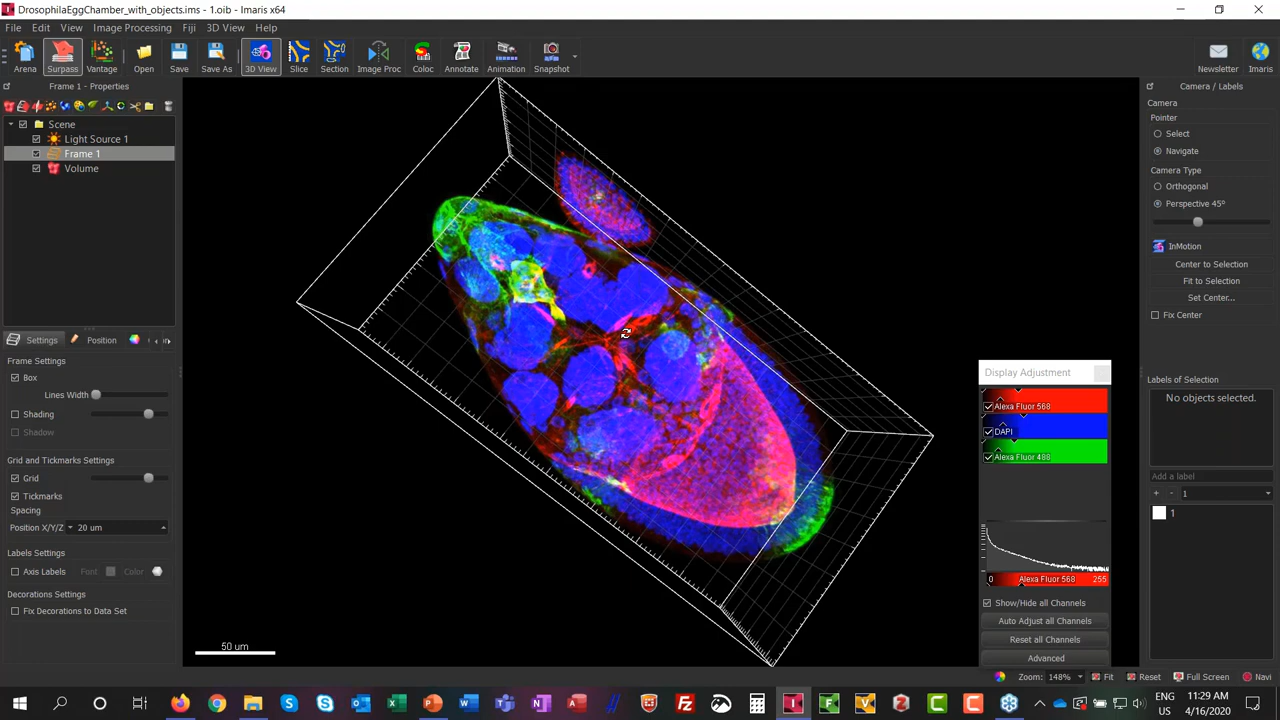 DrosophilaEggChamber_with_objects.ims - 1.oib - Imaris x64
File Edit View Image Processing Fiji 3D View Help
Arena Surpass Vantage Open Save Save As 3D View Slice Section Image Proc Coloc Annotate Animation Snapshot Newsletter Imaris
Frame 1 - Properties
Scene
Light Source 1
Frame 1
Volume
Settings Position
Frame Settings
Box
Lines Width
Shading
Shadow
Grid and Tickmarks Settings
Grid
Tickmarks
Spacing
Position X/Y/Z 20 um
Labels Settings
Axis Labels Font Color
Decorations Settings
Fix Decorations to Data Set
50 um
Camera / Labels
Camera
Pointer
Select
Navigate
Camera Type
Orthogonal
Perspective 45º
InMotion
Center to Selection
Fit to Selection
Set Center...
Fix Center
Labels of Selection
No objects selected.
Add a label
+ - 1
1
Display Adjustment
Alexa Fluor 568
DAPI
Alexa Fluor 488
0 Alexa Fluor 568 255
Show/Hide all Channels
Auto Adjust all Channels
Reset all Channels
Advanced
Zoom: 148% Fit Reset Full Screen Navi
ENG
ECP
11:29 AM
4/16/2020